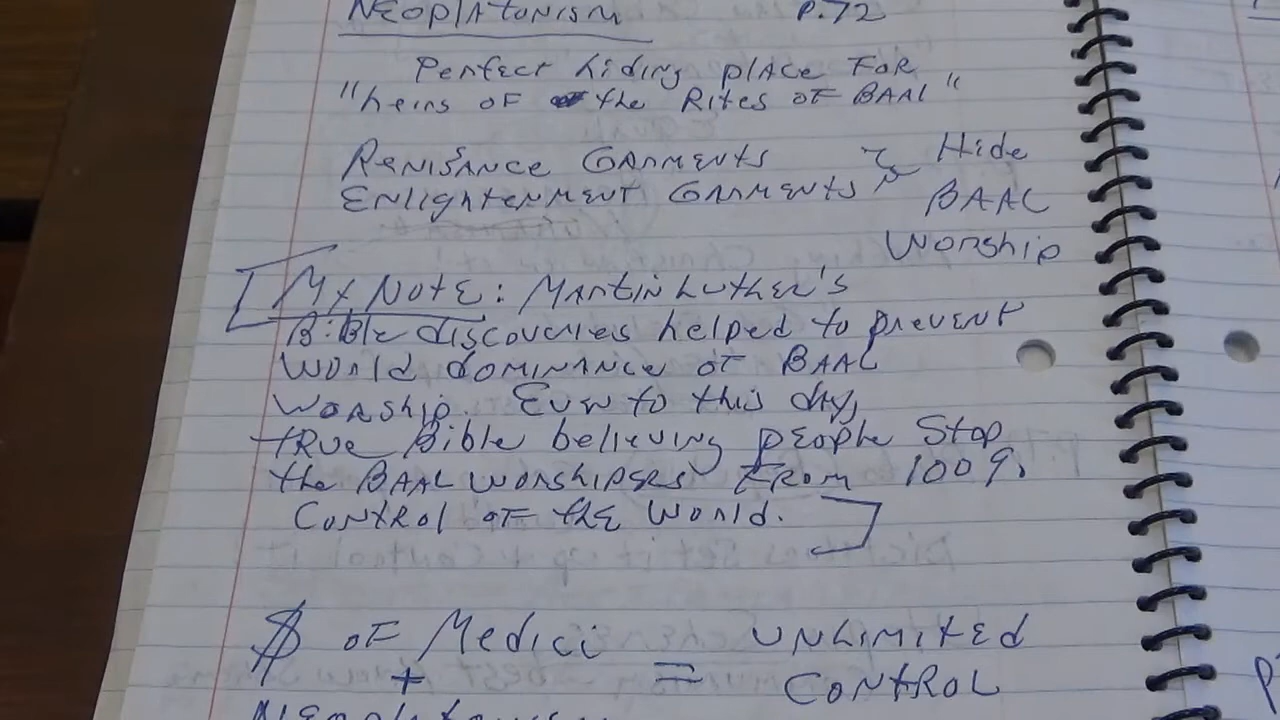 NEOPLATONISM P.72
Perfect hiding place FOR
"heirs OF the Rites OF BAAL"
RENISANCE GARMENTS Hide
ENLIGHTENMENT GARMENTS BAAL
Worship
[My NOTE: MARTIN Luther's
Bible discoveries helped to prevent
World dominance of BAAL
Worship. Even to this day,
tRue Bible believing people Stop
the BAAL WORSHIPERS FROM 100%
CONTROL OF the World.]
$ OF Medici = UNLIMITED
+ CONTROL
Neoplatonism